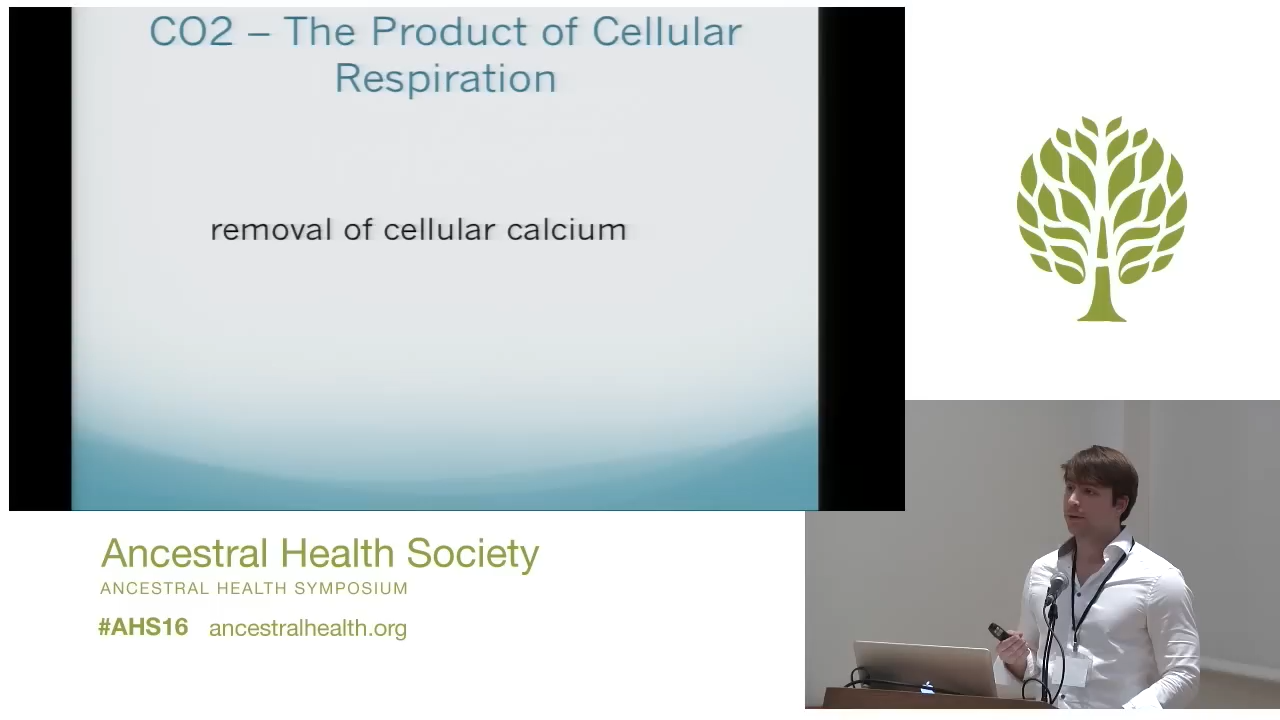 CO2 – The Product of Cellular
Respiration
removal of cellular calcium
Ancestral Health Society
ANCESTRAL HEALTH SYMPOSIUM
#AHS16 ancestralhealth.org